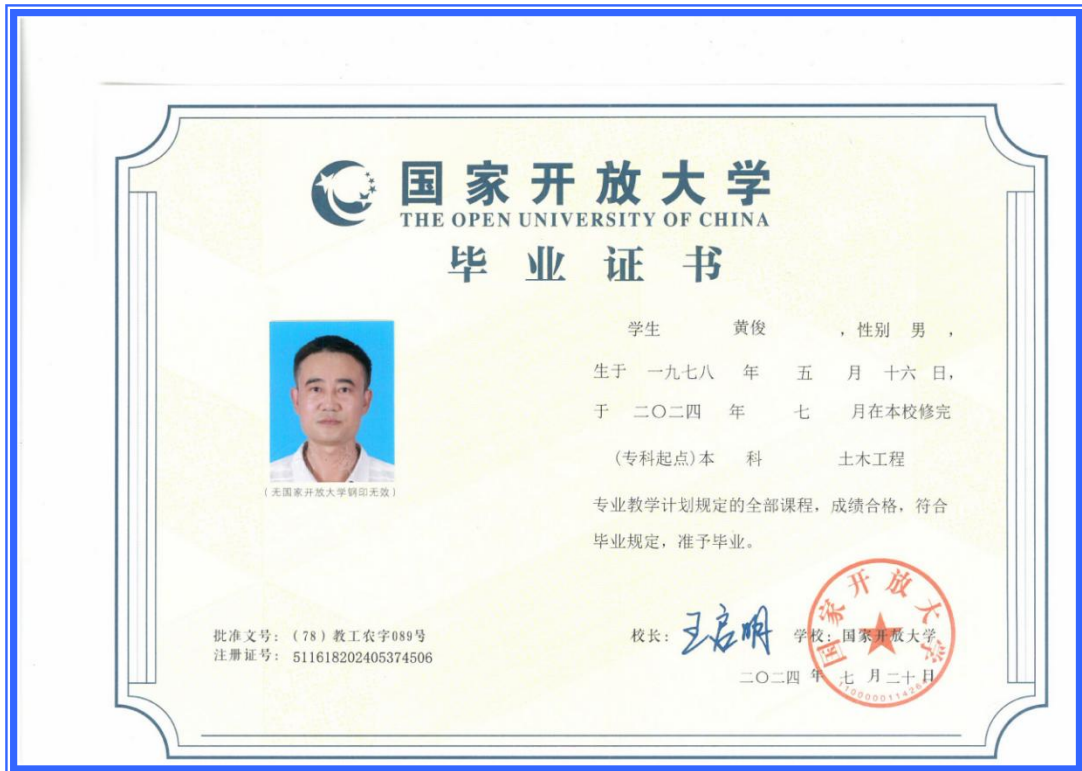 国家开放大学
THE OPEN UNIVERSITY OF CHINA
毕业证书
学生 黄俊 ，性别 男 ，
生于 一九七八 年 五 月 十六 日，
于 二〇二四 年 七 月在本校修完
(专科起点)本 科 土木工程
专业教学计划规定的全部课程，成绩合格，符合
毕业规定，准予毕业。
(无国家开放大学钢印无效)
批准文号：(78)教工农字089号
注册证号：511618202405374506
校长：王启明 学校：国家开放大学
二〇二四 年 七 月二十日
国家开放大学